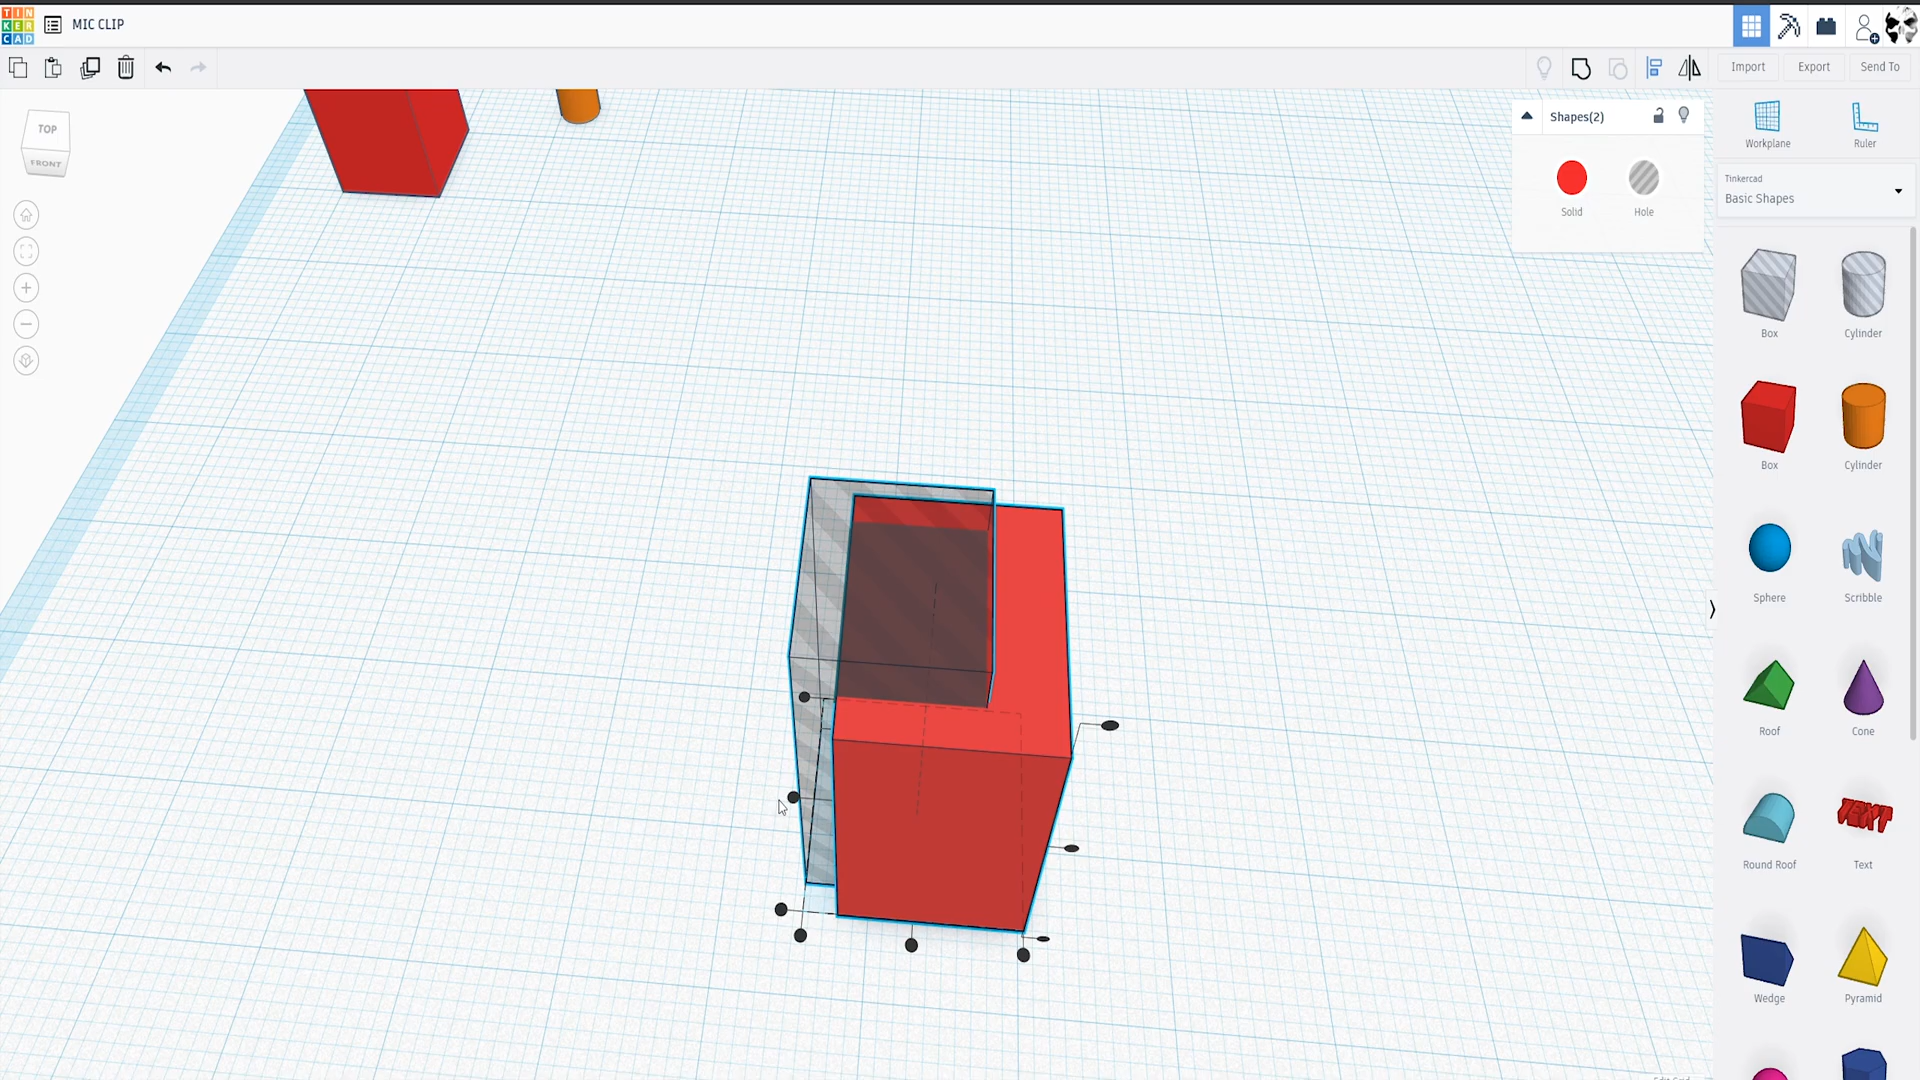 TIN
KER
CAD
MIC CLIP
Import
Export
Send To
TOP
FRONT
Shapes(2)
Solid
Hole
Workplane
Ruler
Tinkercad
Basic Shapes
Box
Cylinder
Box
Cylinder
Sphere
Scribble
Roof
Cone
Round Roof
Text
TEXT
Wedge
Pyramid